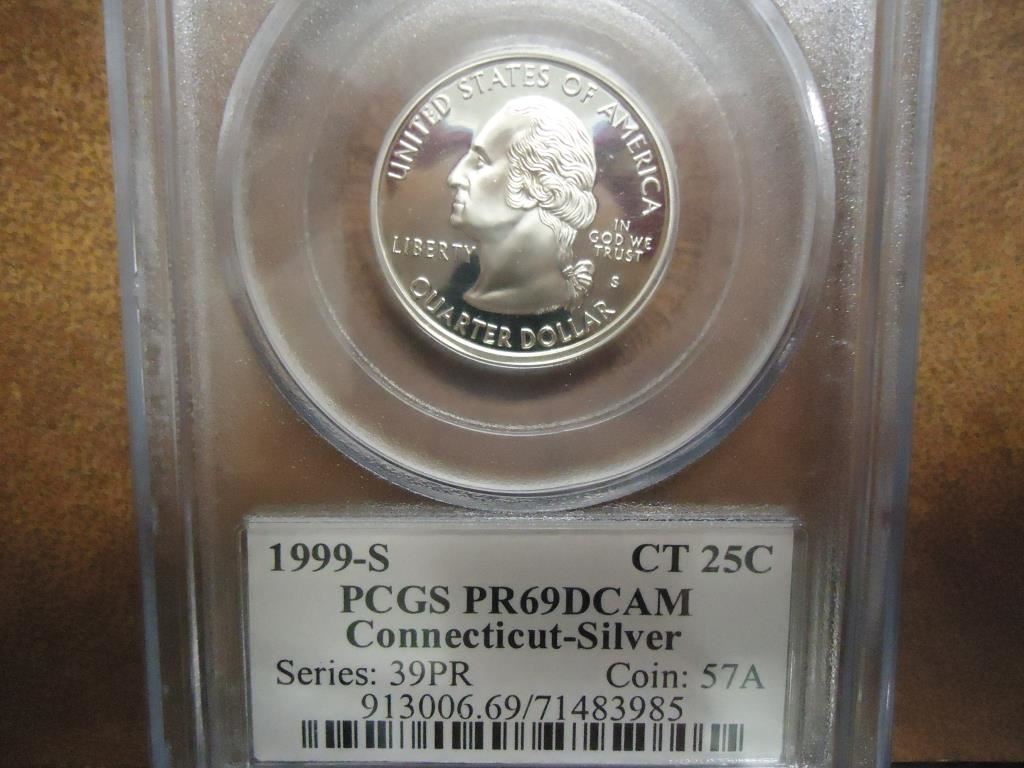 UNITED STATES OF AMERICA
LIBERTY
IN
GOD WE
TRUST
S
QUARTER DOLLAR
1999-S CT 25C
PCGS PR69DCAM
Connecticut-Silver
Series: 39PR Coin: 57A
913006.69/71483985